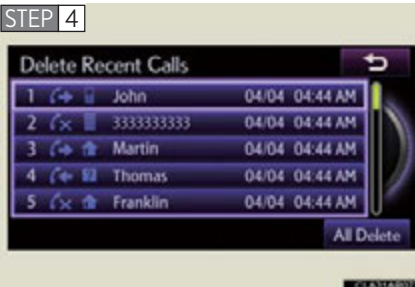 STEP 4
Delete Recent Calls
1 John 04/04 04:44 AM
2 3333333333 04/04 04:44 AM
3 Martin 04/04 04:44 AM
4 Thomas 04/04 04:44 AM
5 Franklin 04/04 04:44 AM
All Delete